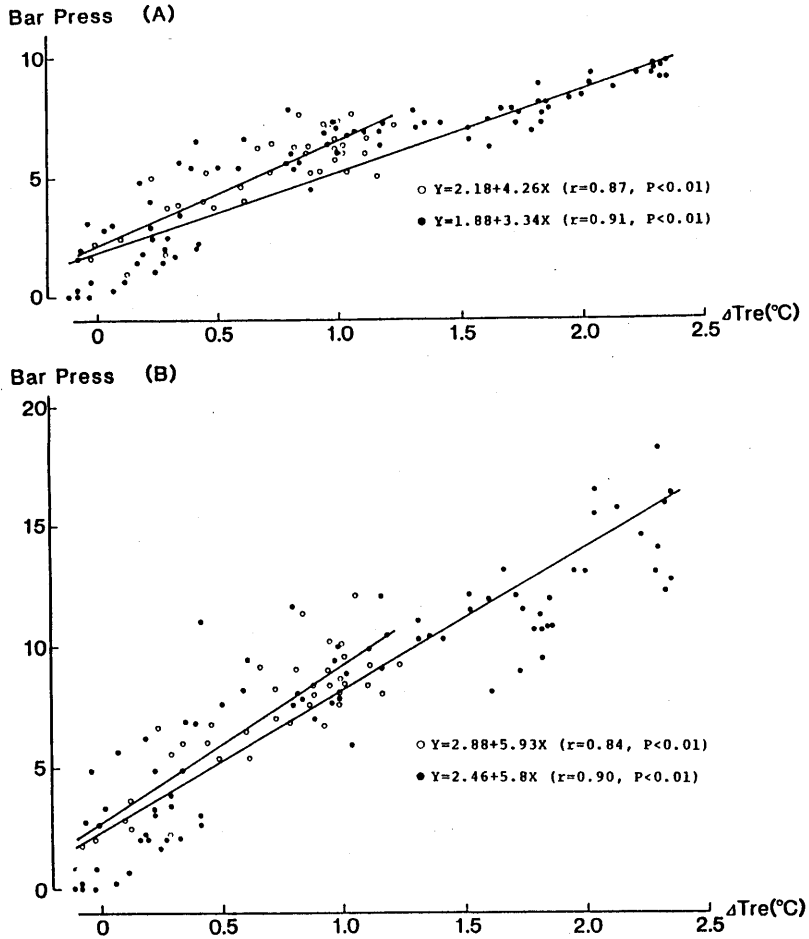 Bar Press (A)
10
5
0
○ Y=2.18+4.26X (r=0.87, P<0.01)
● Y=1.88+3.34X (r=0.91, P<0.01)
0 0.5 1.0 1.5 2.0 2.5 ΔTre(°C)
Bar Press (B)
20
15
10
5
0
○ Y=2.88+5.93X (r=0.84, P<0.01)
● Y=2.46+5.8X (r=0.90, P<0.01)
0 0.5 1.0 1.5 2.0 2.5 ΔTre(°C)